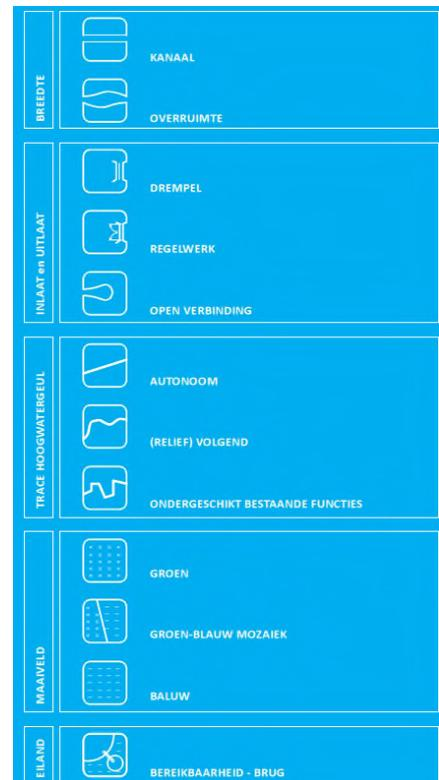 BREEDTE
KANAAL
OVERRUIMTE
INLAAT en UITLAAT
DREMPEL
REGELWERK
OPEN VERBINDING
TRACE HOOGWATERGEUL
AUTONOOM
(RELIEF) VOLGEND
ONDERGESCHIKT BESTAANDE FUNCTIES
MAAIVELD
GROEN
GROEN-BLAUW MOZAIEK
BALUW
EILAND
BEREIKBAARHEID - BRUG